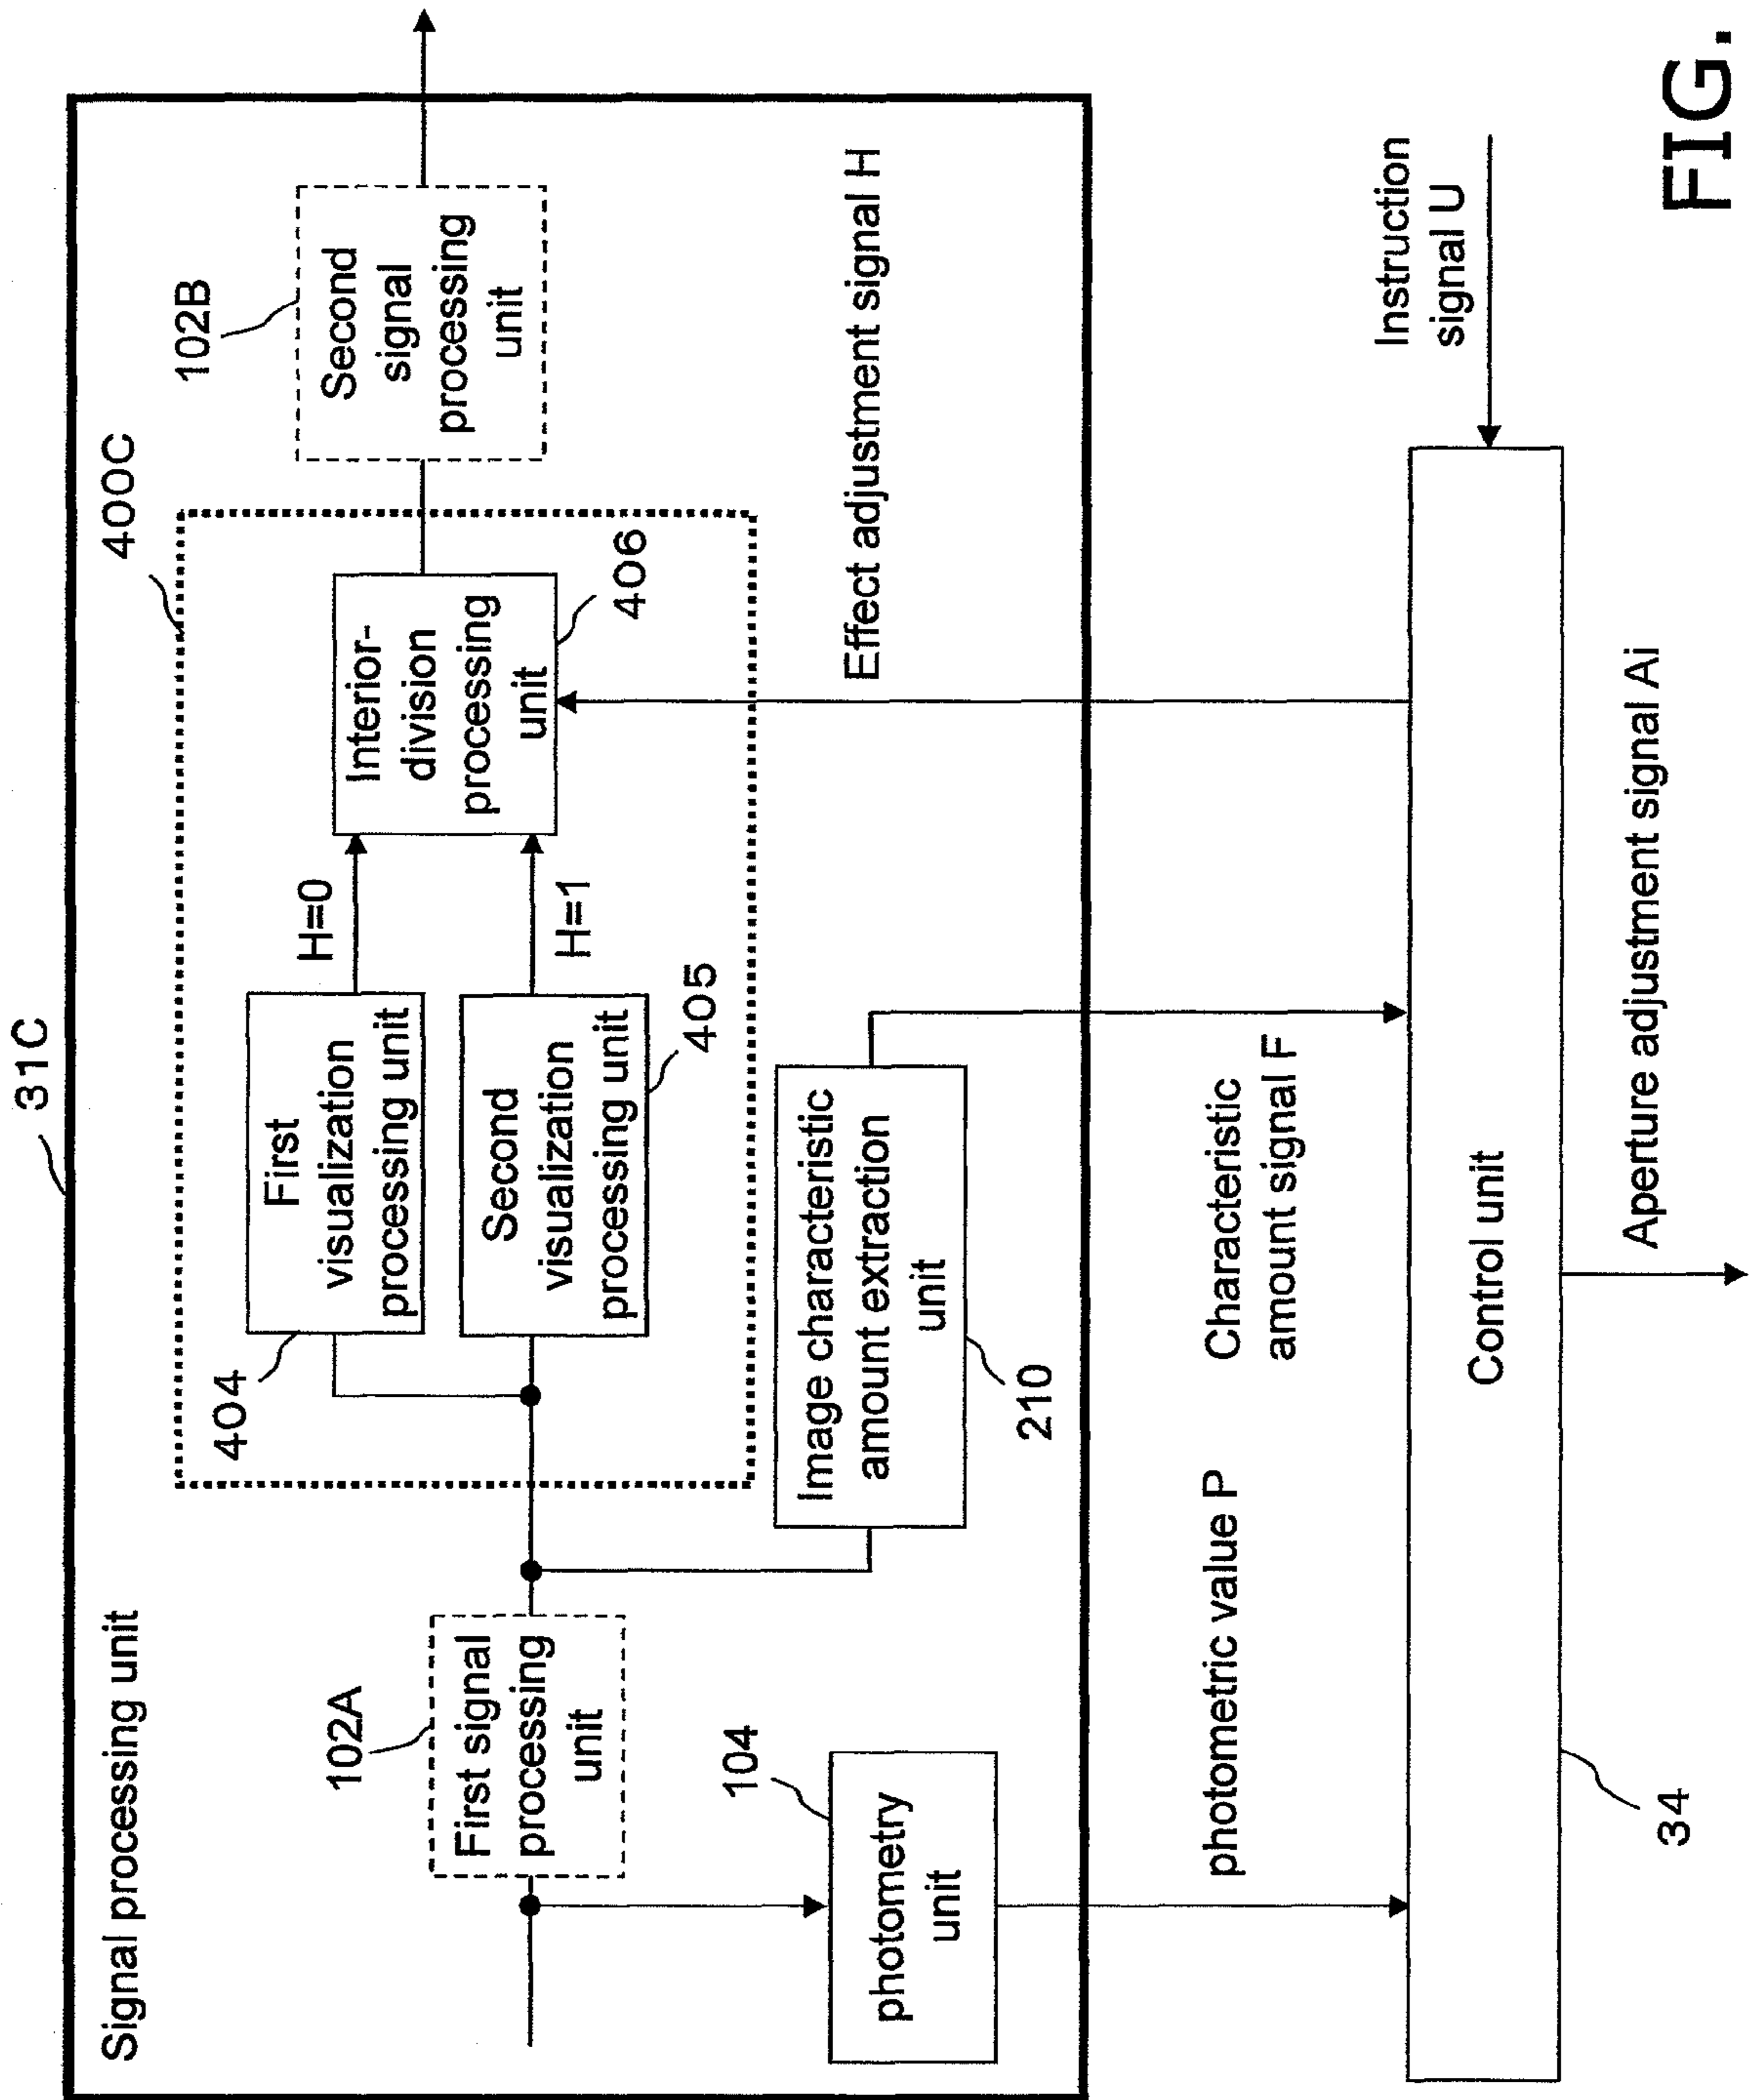 31C
Signal processing unit
400C
102B
Second
signal
processing
unit
404
First
visualization
processing unit
H=0
Interior-
division
processing
unit
406
102A
First signal
processing
unit
Second
visualization
processing unit
405
H=1
104
photometry
unit
Image characteristic
amount extraction
unit
210
Effect adjustment signal H
photometric value P
Characteristic
amount signal F
Instruction
signal U
Control unit
34
Aperture adjustment signal Ai
FIG.